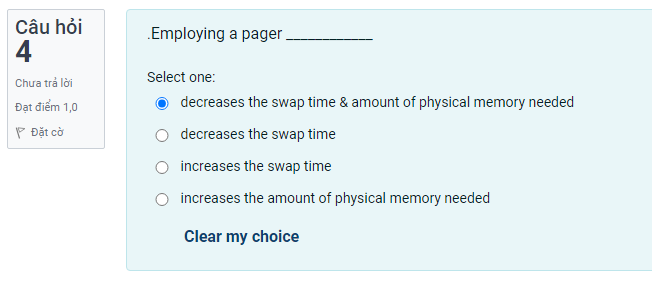 Câu hỏi
4
Chưa trả lời
Đạt điểm 1,0
Đặt cờ
.Employing a pager ____________
Select one:
decreases the swap time & amount of physical memory needed
decreases the swap time
increases the swap time
increases the amount of physical memory needed
Clear my choice